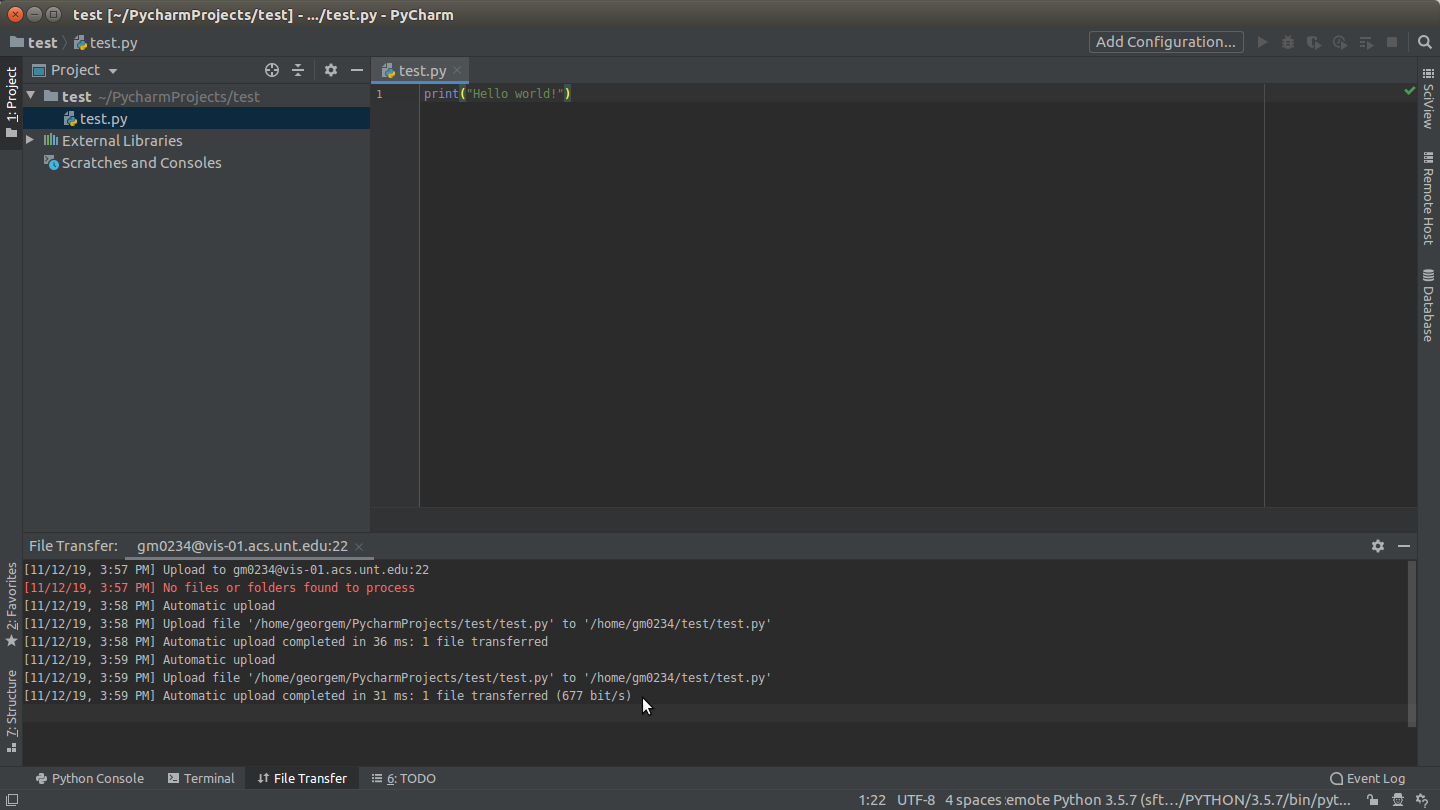 test [~/PycharmProjects/test] - .../test.py - PyCharm
test test.py
Add Configuration...
1: Project
Project
test.py
test ~/PycharmProjects/test
test.py
External Libraries
Scratches and Consoles
1 print("Hello world!")
SciView
Remote Host
Database
2: Favorites
7: Structure
File Transfer: gm0234@vis-01.acs.unt.edu:22
[11/12/19, 3:57 PM] Upload to gm0234@vis-01.acs.unt.edu:22
[11/12/19, 3:57 PM] No files or folders found to process
[11/12/19, 3:58 PM] Automatic upload
[11/12/19, 3:58 PM] Upload file '/home/georgem/PycharmProjects/test/test.py' to '/home/gm0234/test/test.py'
[11/12/19, 3:58 PM] Automatic upload completed in 36 ms: 1 file transferred
[11/12/19, 3:59 PM] Automatic upload
[11/12/19, 3:59 PM] Upload file '/home/georgem/PycharmProjects/test/test.py' to '/home/gm0234/test/test.py'
[11/12/19, 3:59 PM] Automatic upload completed in 31 ms: 1 file transferred (677 bit/s)
Python Console Terminal File Transfer 6: TODO Event Log
1:22 UTF-8 4 spaces emote Python 3.5.7 (sft.../PYTHON/3.5.7/bin/pyt...